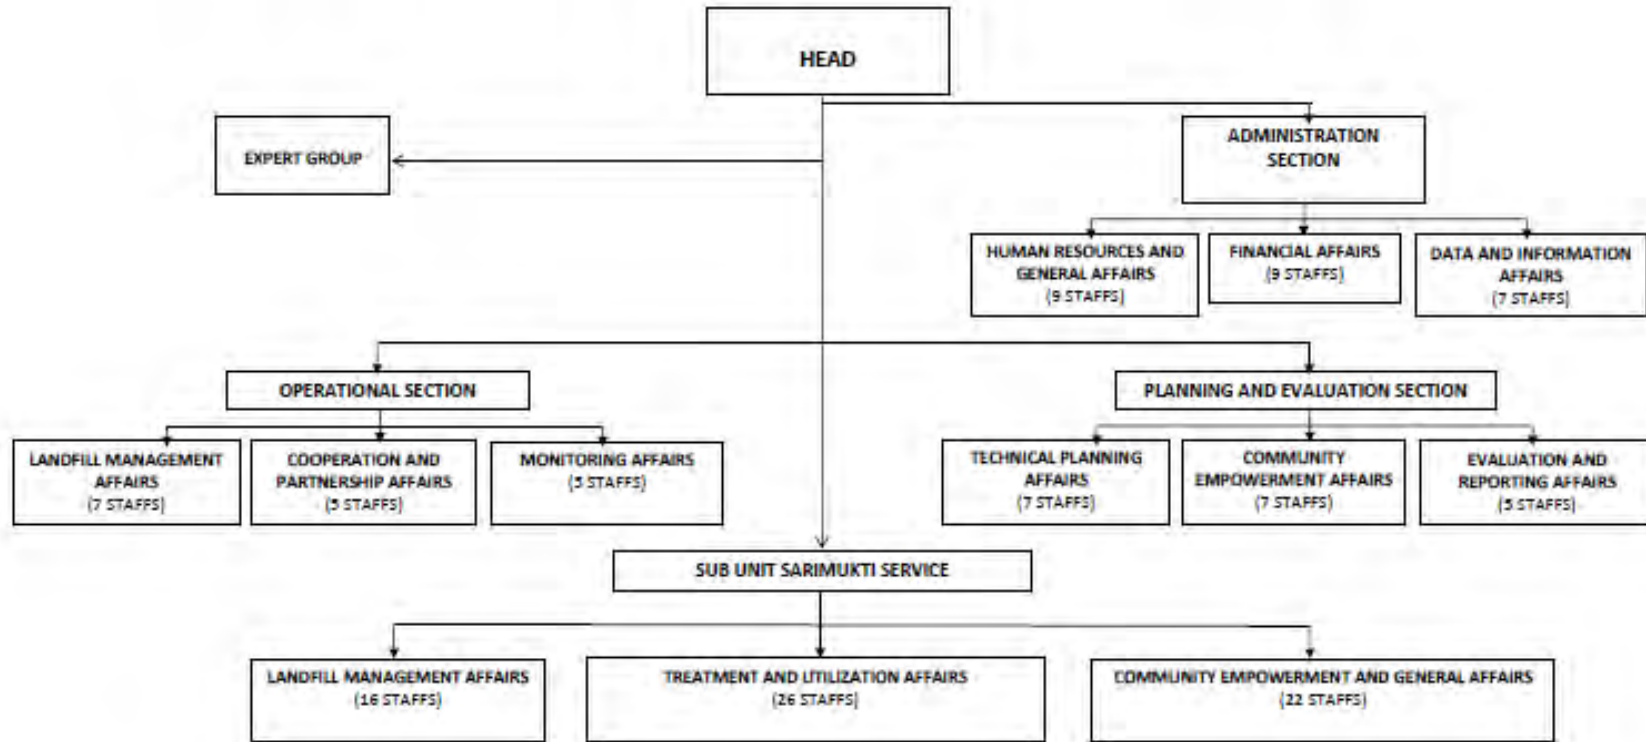 HEAD
EXPERT GROUP
ADMINISTRATION
SECTION
HUMAN RESOURCES AND
GENERAL AFFAIRS
(9 STAFFS)
FINANCIAL AFFAIRS
(9 STAFFS)
DATA AND INFORMATION
AFFAIRS
(7 STAFFS)
OPERATIONAL SECTION
PLANNING AND EVALUATION SECTION
LANDFILL MANAGEMENT
AFFAIRS
(7 STAFFS)
COOPERATION AND
PARTNERSHIP AFFAIRS
(5 STAFFS)
MONITORING AFFAIRS
STAFFS)
TECHNICAL PLANNING
AFFAIRS
(7 STAFFS)
COMMUNITY
EMPOWERMENT AFFAIRS
(7 STAFFS)
EVALUATION AND
REPORTING AFFAIRS
(5 STAFFS)
SUB UNIT SARIMUKTI SERVICE
LANDFILL MANAGEMENT AFFAIRS
(16 STAFFS)
TREATMENT AND UTILIZATION AFFAIRS
(26 STAFFS)
COMMUNITY EMPOWERMENT AND GENERAL AFFAIRS
(22 STAFFS)